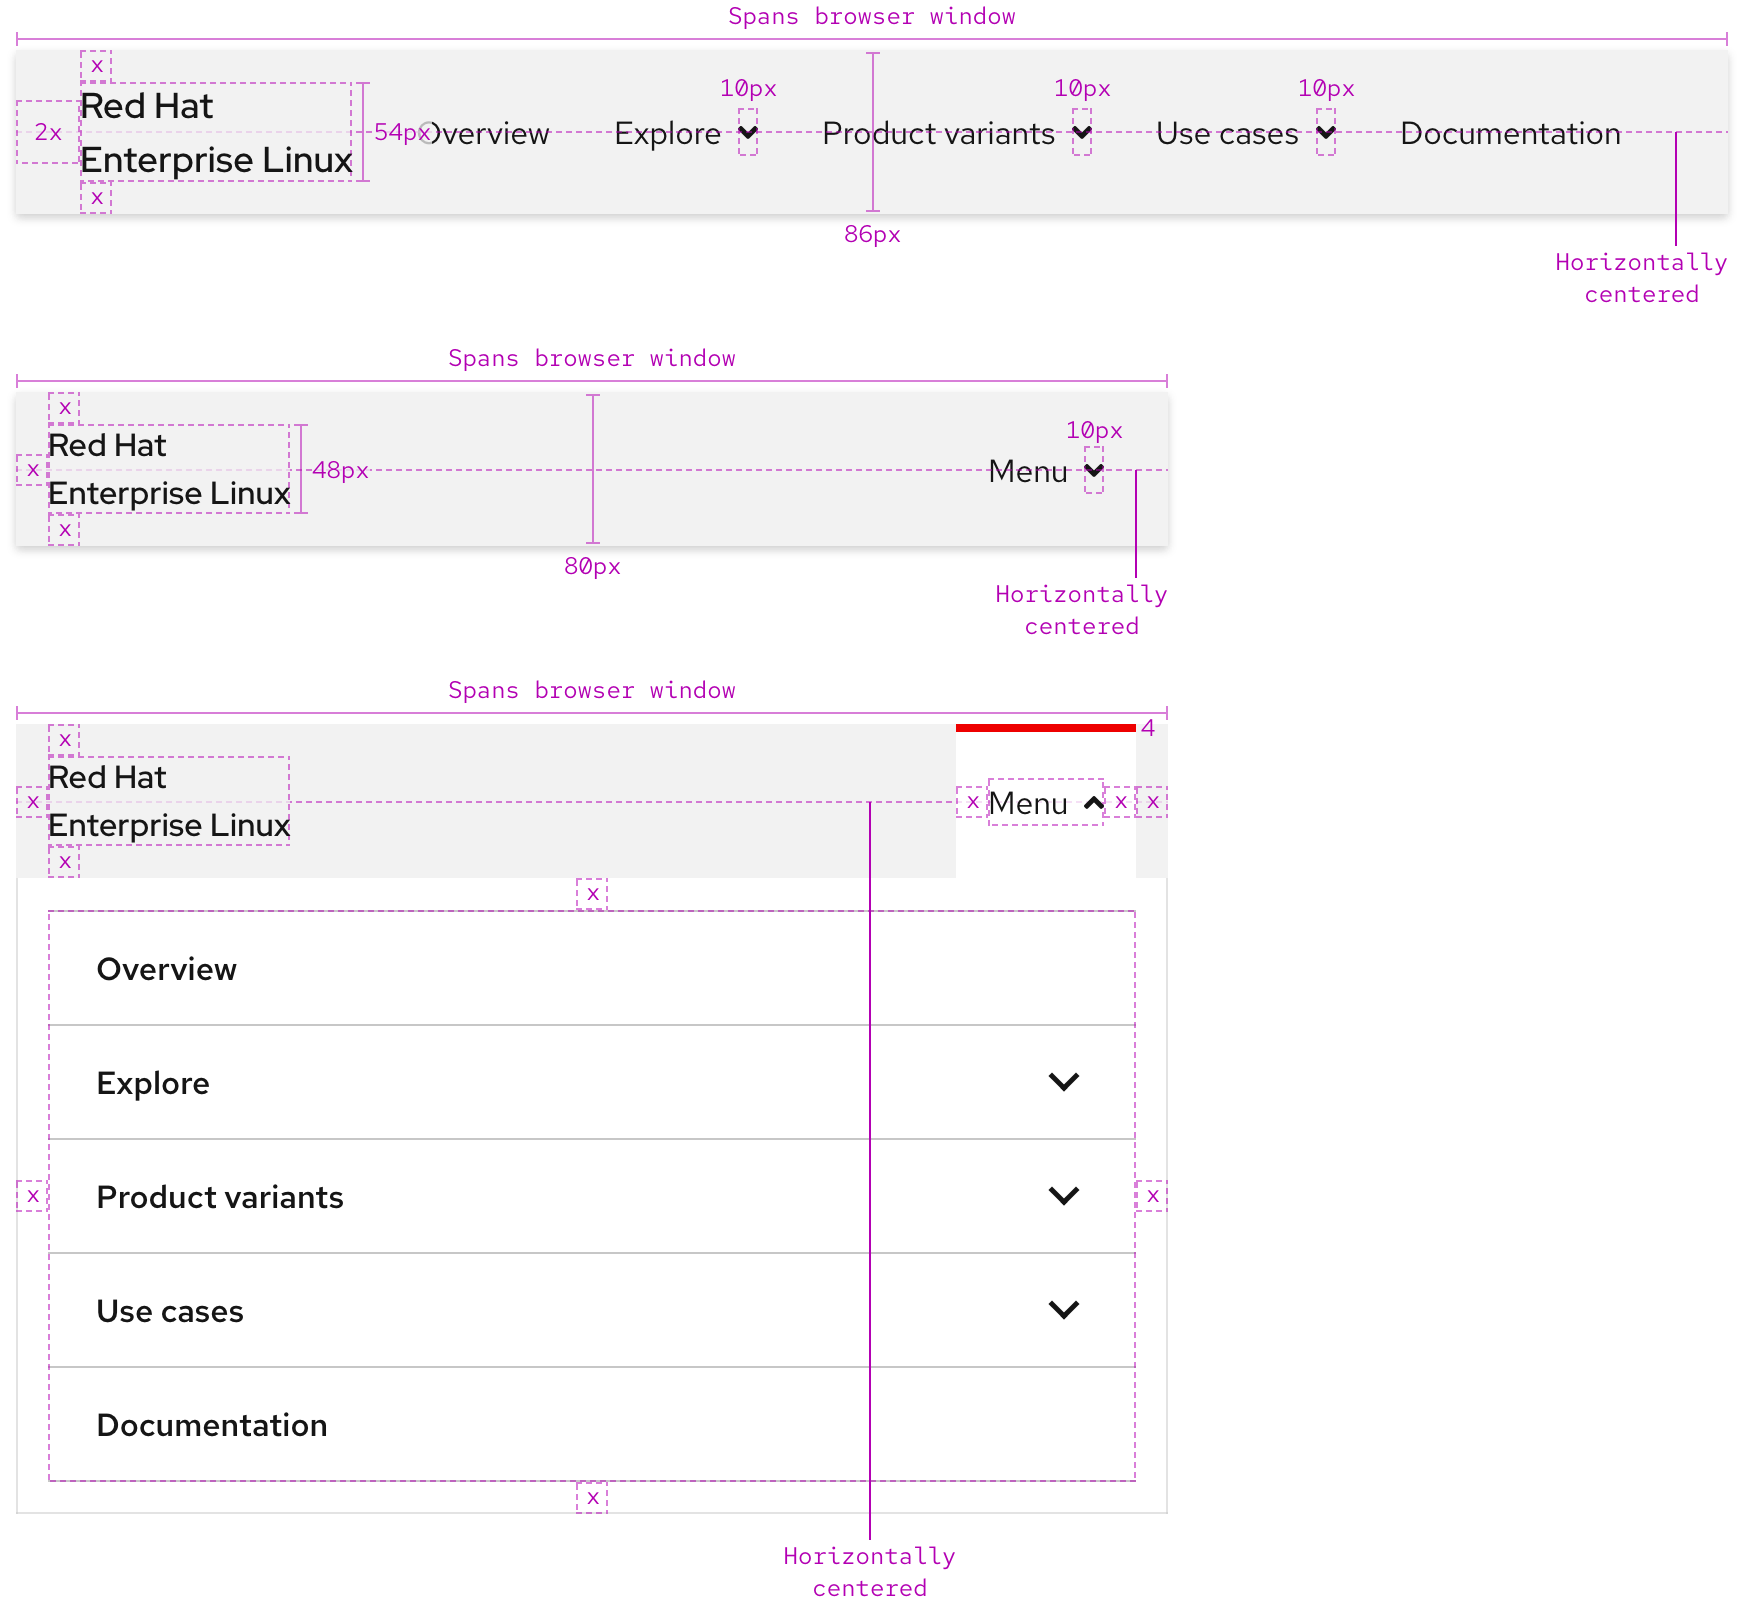 Spans browser window
x
10px 10px 10px
Red Hat
2x 54px Overview Explore Product variants Use cases Documentation
Enterprise Linux
x
86px
Horizontally
centered
Spans browser window
x
10px
Red Hat
x 48px Menu
Enterprise Linux
x
80px
Horizontally
centered
Spans browser window
4
x
Red Hat
x x Menu x x
Enterprise Linux
x
x
Overview
Explore
x Product variants x
Use cases
Documentation
x
Horizontally
centered